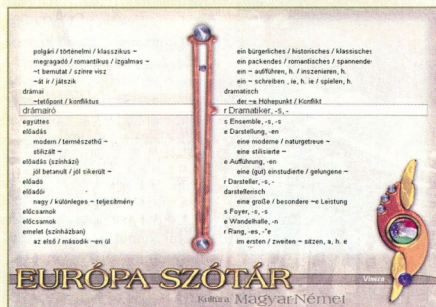 polgári / történelmi / klasszikus ~
megragadó / romantikus / izgalmas ~
~t bemutat / színre visz
~át ír / játszik
drámai
~tetőpont / konfliktus
drámaíró
együttes
előadás
modern / természethű ~
stilizált ~
előadás (színházi)
jól betanult / jól sikerült ~
előadó
előadói
nagy / különleges ~ teljesítmény
előcsarnok
előcsarnok
emelet (színházban)
az első / második ~en ül
ein bürgerliches / historisches / klassisches
ein packendes / romantisches / spannende
ein ~ aufführen, h. / inszenieren, h.
ein ~ schreiben , ie, h. ie / spielen, h.
dramatisch
der ~e Höhepunkt / Konflikt
r Dramatiker, -s, -
s Ensemble, -s, -s
e Darstellung, -en
eine moderne / naturgetreue ~
eine stilisierte ~
e Aufführung, -en
eine (gut) einstudierte / gelungene ~
r Darsteller, -s, -
darstellerisch
eine große / besondere ~e Leistung
s Foyer, -s, -s
e Wandelhalle, -n
r Rang, -es, -"e
im ersten / zweiten ~ sitzen, a, h. e
EURÓPA SZÓTÁR
Vissza
Kultúra Magyar-Német